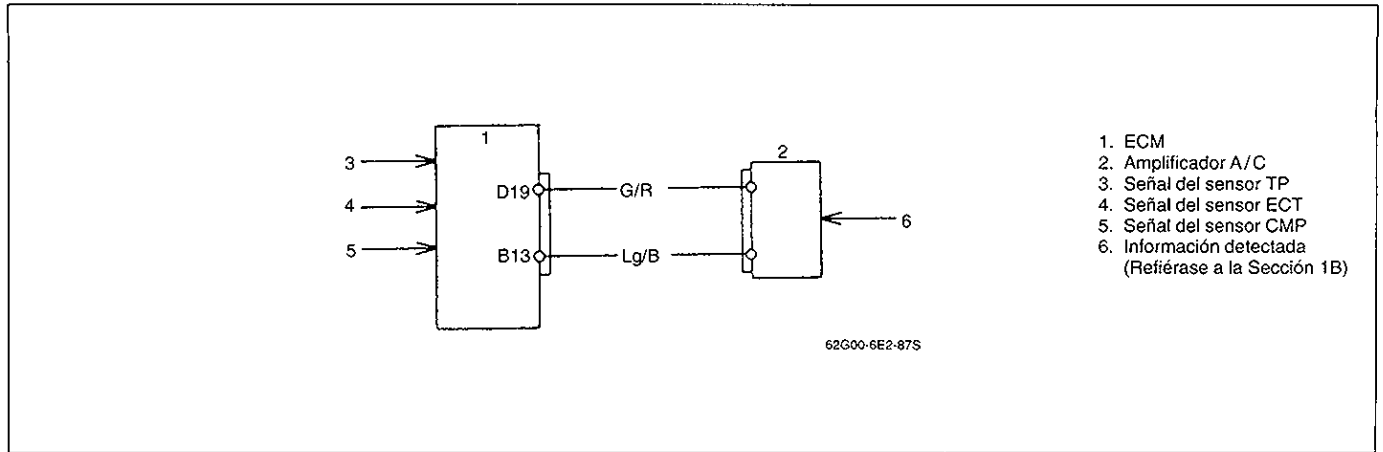 1
2
3
4
5
6
D19
G/R
B13
Lg/B
62G00-6E2-87S
1. ECM
2. Amplificador A/C
3. Señal del sensor TP
4. Señal del sensor ECT
5. Señal del sensor CMP
6. Información detectada
(Refiérase a la Sección 1B)